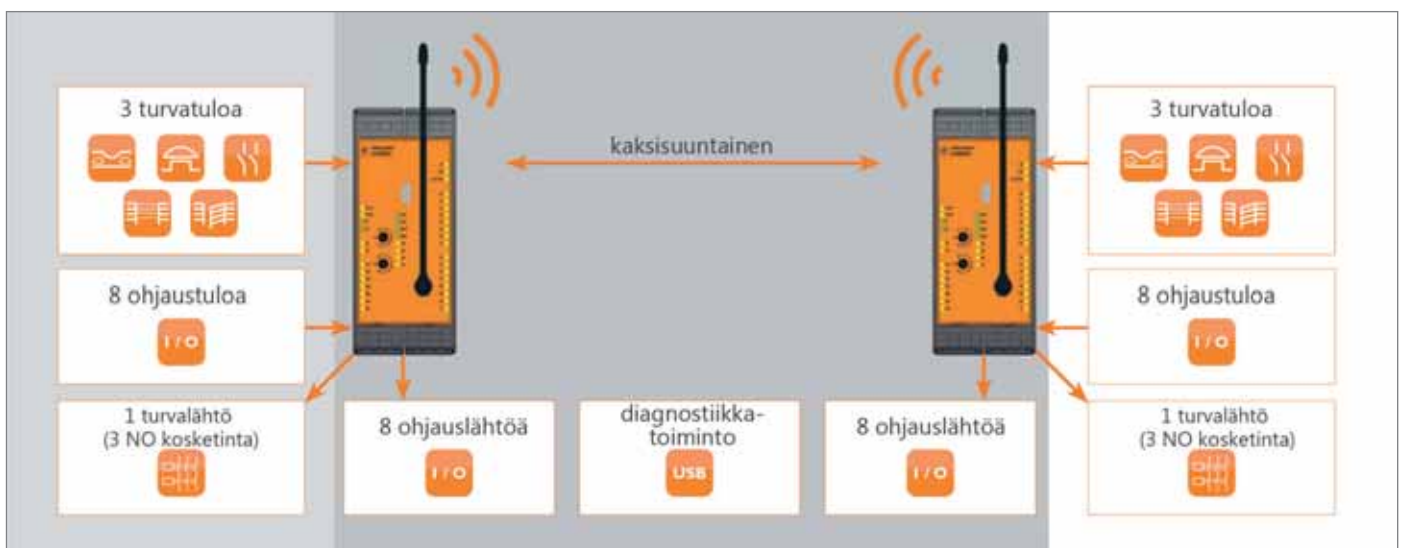 3 turvatuloa
8 ohjaustuloa
I / O
1 turvalähtö
(3 NO kosketinta)
8 ohjauslähtöä
I / O
kaksisuuntainen
diagnostiikka-
toiminto
USB
3 turvatuloa
8 ohjaustuloa
I / O
8 ohjauslähtöä
I / O
1 turvalähtö
(3 NO kosketinta)